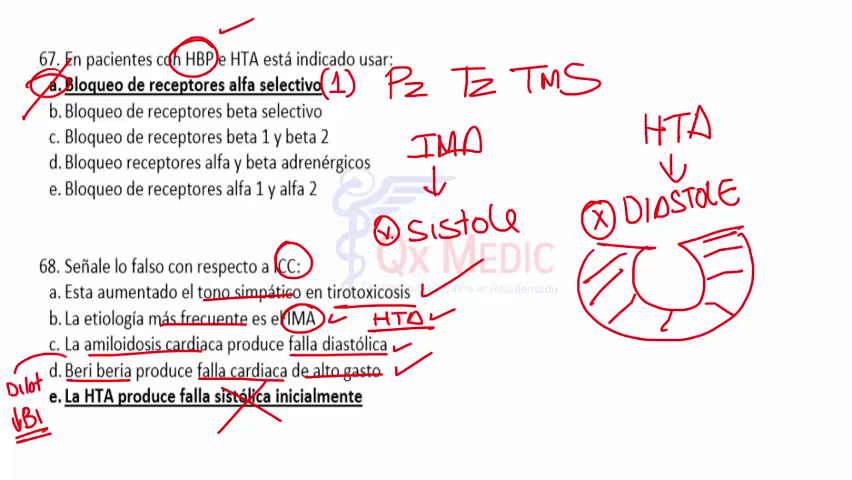 67. En pacientes con HBP e HTA está indicado usar:
a. Bloqueo de receptores alfa selectivo (1) Pz Tz TMS
b. Bloqueo de receptores beta selectivo
c. Bloqueo de receptores beta 1 y beta 2
d. Bloqueo receptores alfa y beta adrenérgicos
e. Bloqueo de receptores alfa 1 y alfa 2
IMA
Sistole
HTA
DIASTOLE
Qx MEDIC
68. Señale lo falso con respecto a ICC:
a. Esta aumentado el tono simpático en tirotoxicosis
b. La etiología más frecuente es el IMA HTA
c. La amiloidosis cardiaca produce falla diastólica
d. Beri beria produce falla cardiaca de alto gasto
e. La HTA produce falla sistólica inicialmente
Dilat
↓B1